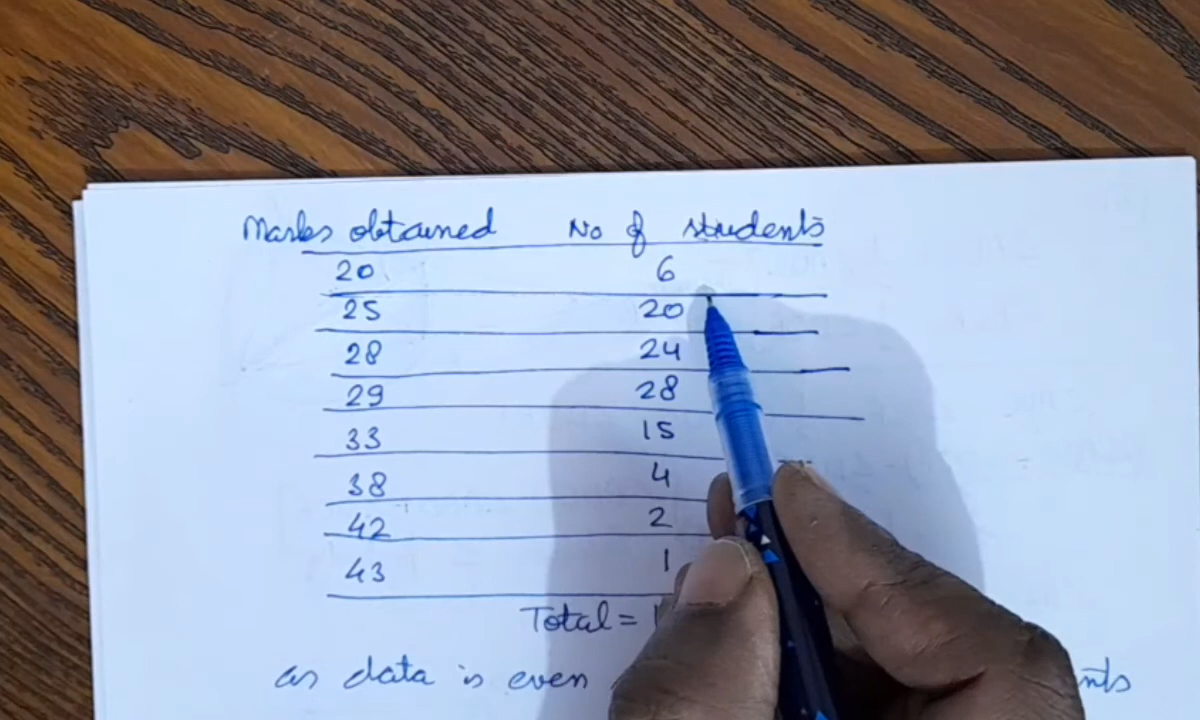 Marks obtained No of students
20 6
25 20
28 24
29 28
33 15
38 4
42 2
43 1
Total =
as data is even